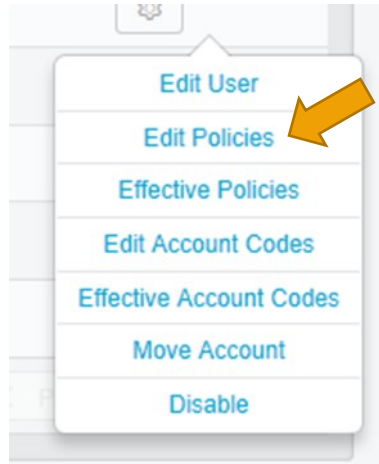 Edit User
Edit Policies
Effective Policies
Edit Account Codes
Effective Account Codes
Move Account
Disable